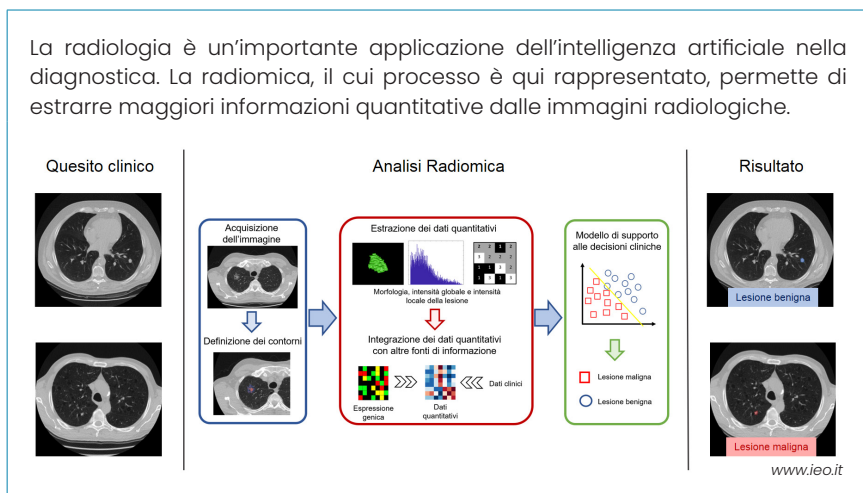 La radiologia è un'importante applicazione dell'intelligenza artificiale nella
diagnostica. La radiomica, il cui processo è qui rappresentato, permette di
estrarre maggiori informazioni quantitative dalle immagini radiologiche.
Quesito clinico
Analisi Radiomica
Risultato
Acquisizione
dell'immagine
Definizione dei contorni
Estrazione dei dati quantitativi
Morfologia, intensità globale e intensità
locale della lesione
Integrazione dei dati quantitativi
con altre fonti di informazione
Espressione
genica
Dati
quantitativi
Dati clinici
Modello di supporto
alle decisioni cliniche
Lesione maligna
Lesione benigna
Lesione benigna
Lesione maligna
www.ieo.it